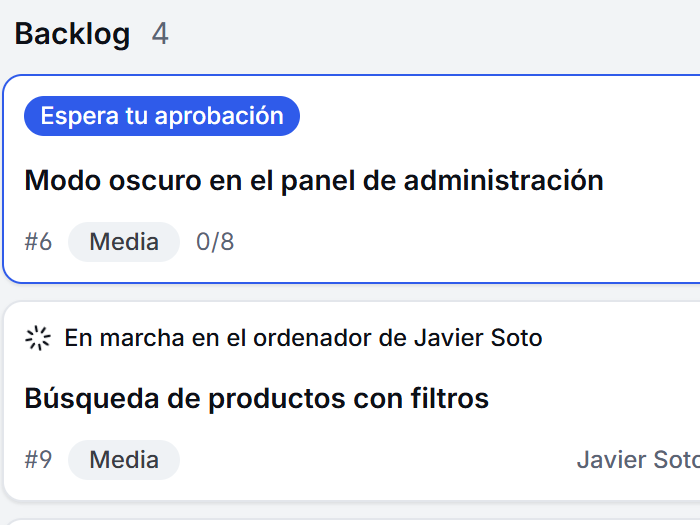 Backlog 4
Espera tu aprobación
Modo oscuro en el panel de administración
#6 Media 0/8
En marcha en el ordenador de Javier Soto
Búsqueda de productos con filtros
#9 Media Javier Soto